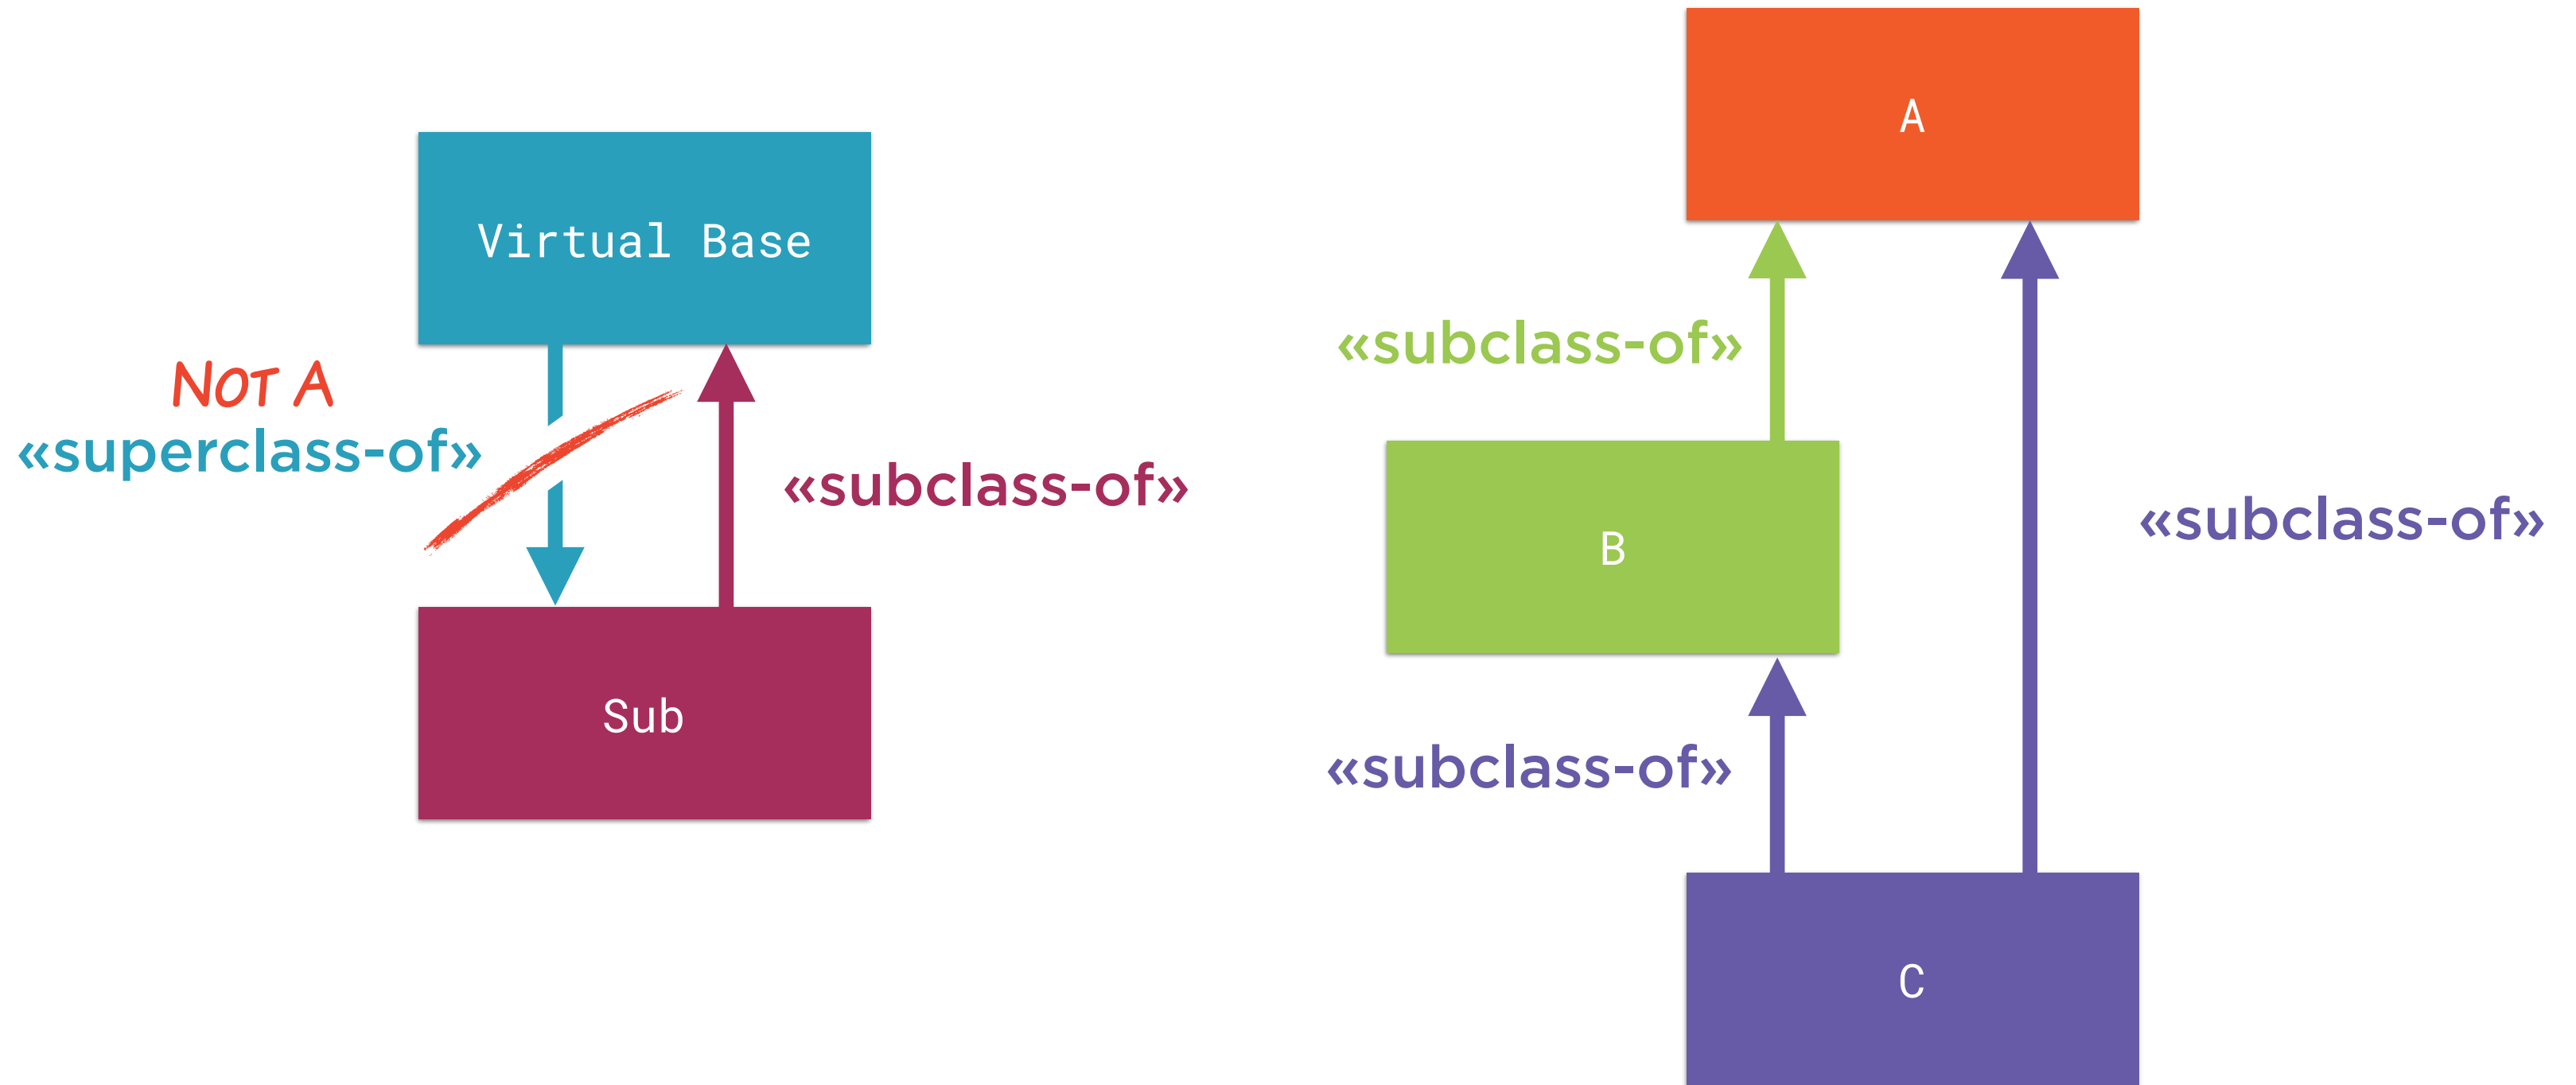 Virtual Base
NOT A
«superclass-of»
«subclass-of»
Sub
A
«subclass-of»
B
«subclass-of»
«subclass-of»
C